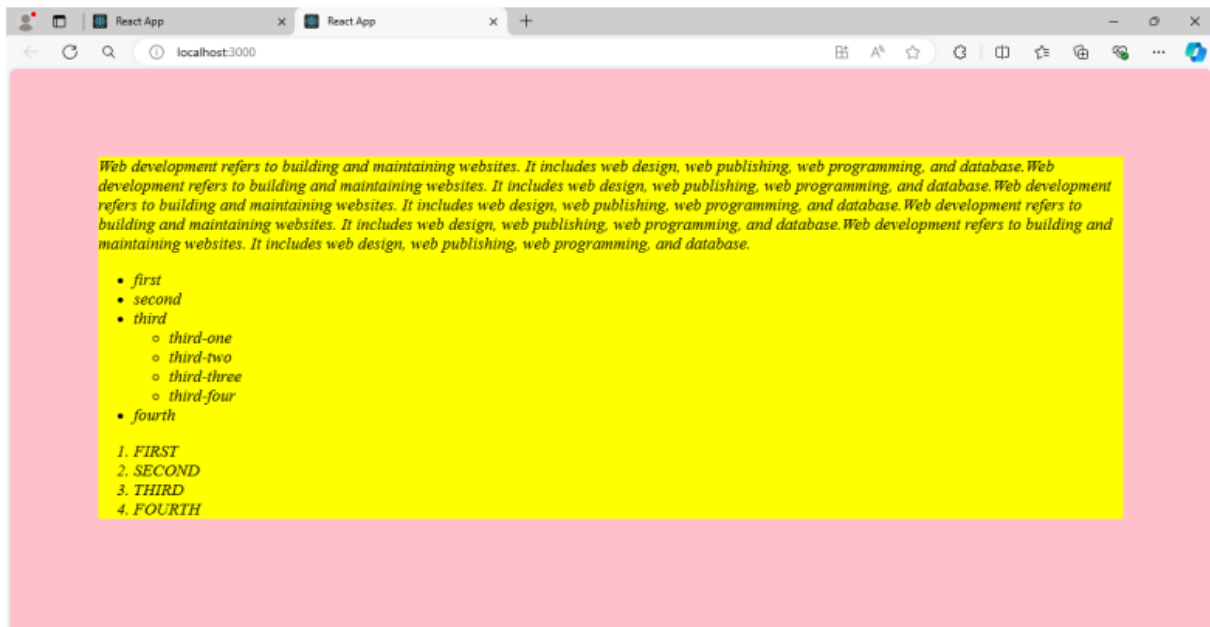 React App
React App
localhost:3000
Web development refers to building and maintaining websites. It includes web design, web publishing, web programming, and database.Web
development refers to building and maintaining websites. It includes web design, web publishing, web programming, and database.Web development
refers to building and maintaining websites. It includes web design, web publishing, web programming, and database.Web development refers to
building and maintaining websites. It includes web design, web publishing, web programming, and database.Web development refers to building and
maintaining websites. It includes web design, web publishing, web programming, and database.
first
second
third
third-one
third-two
third-three
third-four
fourth
1. FIRST
2. SECOND
3. THIRD
4. FOURTH